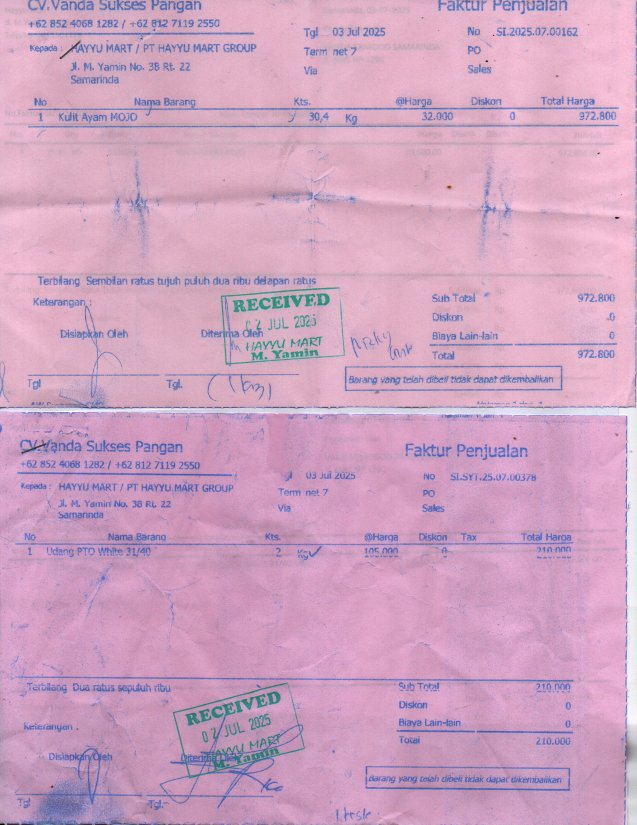 CV.Vanda Sukses Pangan
Faktur Penjualan
+62 852 4068 1282 / +62 812 7119 2550
Tgl 03 Jul 2025
No SI.2025.07.00162
Kepada : HAYYU MART / PT HAYYU MART GROUP
Term net 7
PO
Jl. M. Yamin No. 38 Rt. 22
Via
Sales
Samarinda
No Nama Barang Kts. @Harga Diskon Total Harga
1 Kulit Ayam MOJO 30,4 Kg 32.000 0 972.800
Terbilang Sembilan ratus tujuh puluh dua ribu delapan ratus
Sub Total 972.800
Keterangan :
Diskon 0
RECEIVED
02 JUL 2025
HAYYU MART
M. Yamin
Disiapkan Oleh
Diterima Oleh
Biaya Lain-lain 0
Total 972.800
Tgl
Tgl.
Barang yang telah dibeli tidak dapat dikembalikan
CV.Vanda Sukses Pangan
Faktur Penjualan
+62 852 4068 1282 / +62 812 7119 2550
gl 03 Jul 2025
No SI.SYT.25.07.00378
Kepada : HAYYU MART / PT HAYYU MART GROUP
Term net 7
PO
Jl. M. Yamin No. 38 Rt. 22
Via
Sales
Samarinda
No Nama Barang Kts. @Harga Diskon Tax Total Harga
1 Udang PTO White 31/40 2 Kg 105.000 0 210.000
Terbilang Dua ratus sepuluh ribu
Sub Total 210.000
Diskon 0
Keterangan :
Biaya Lain-lain 0
Total 210.000
RECEIVED
02 JUL 2025
HAYYU MART
M. Yamin
Disiapkan Oleh
Diterima Oleh
Barang yang telah dibeli tidak dapat dikembalikan
Tgl
Tgl.